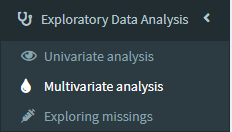 Exploratory Data Analysis
Univariate analysis
Multivariate analysis
Exploring missings